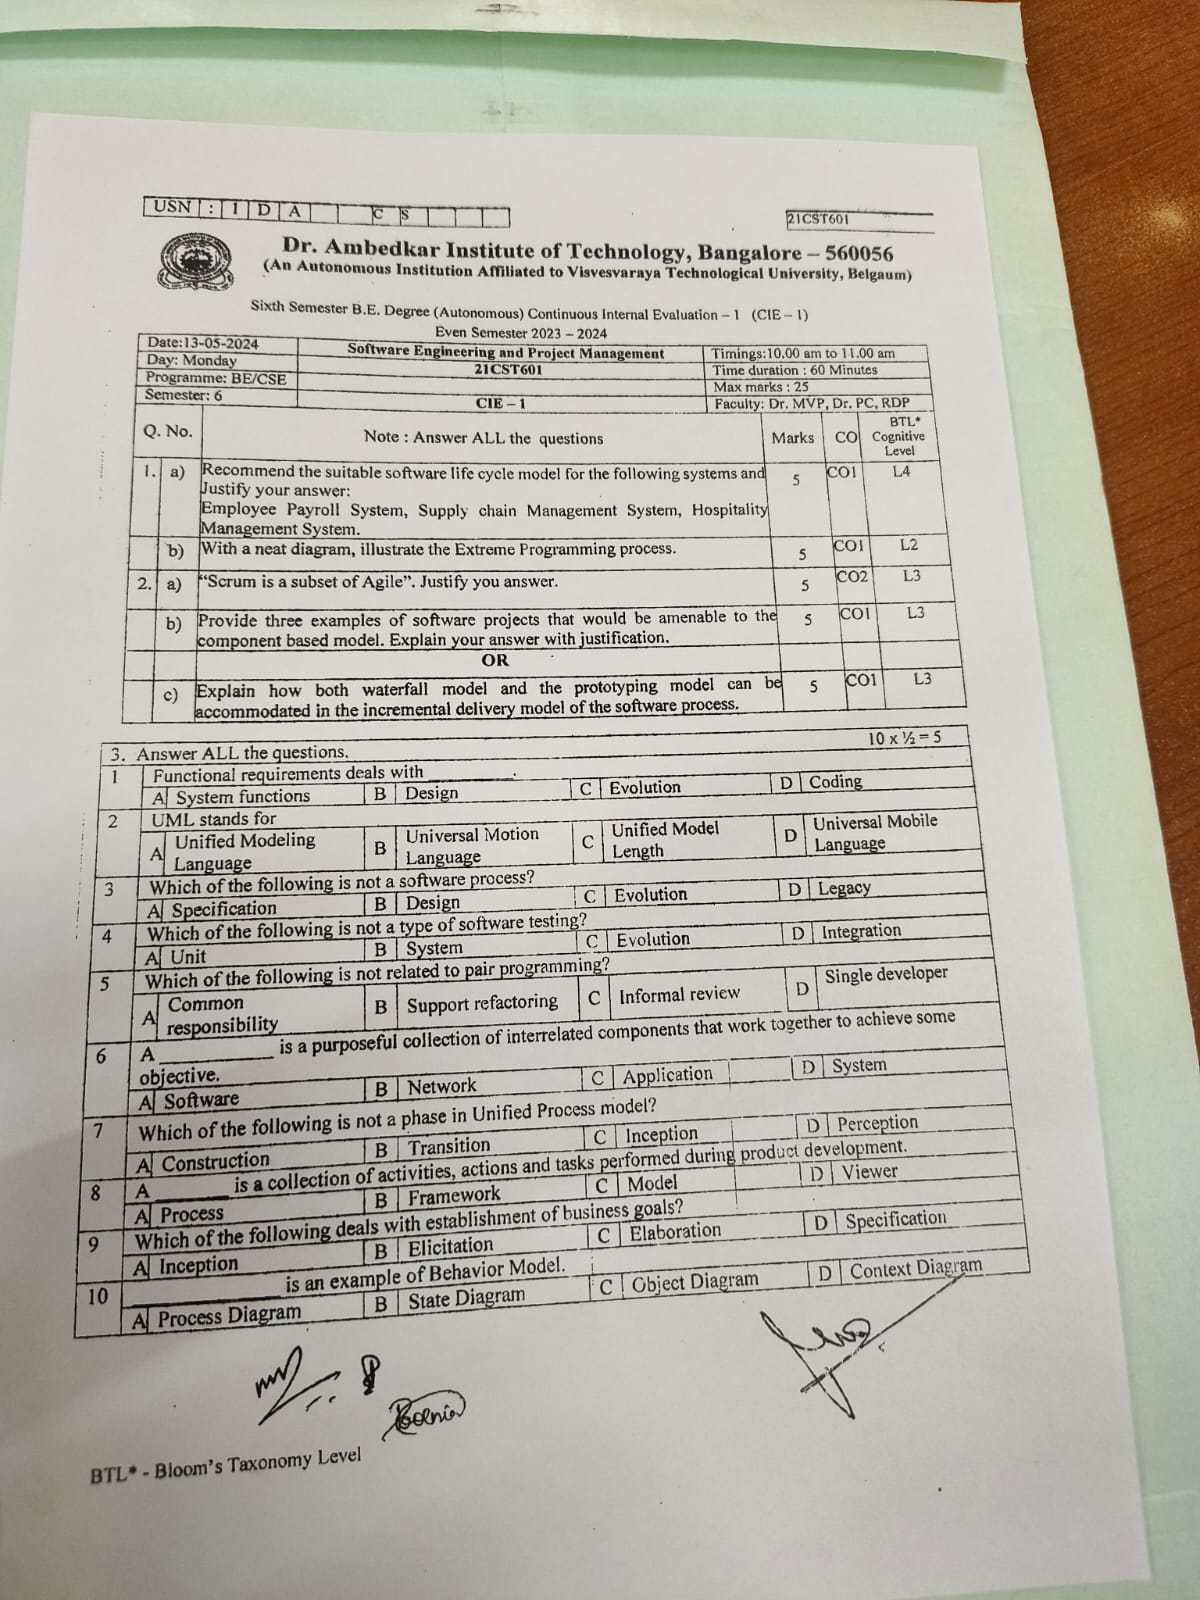 USN : 1 D A C S
21CST601
Dr. Ambedkar Institute of Technology, Bangalore – 560056
(An Autonomous Institution Affiliated to Visvesvaraya Technological University, Belgaum)
Sixth Semester B.E. Degree (Autonomous) Continuous Internal Evaluation – 1 (CIE – 1)
Even Semester 2023 – 2024
Date:13-05-2024 Software Engineering and Project Management Timings:10.00 am to 11.00 am
Day: Monday 21CST601 Time duration : 60 Minutes
Programme: BE/CSE Max marks : 25
Semester: 6 CIE – 1 Faculty: Dr. MVP, Dr. PC, RDP
Q. No. Note : Answer ALL the questions Marks CO BTL*
Cognitive
Level
1. a) Recommend the suitable software life cycle model for the following systems and 5 CO1 L4
Justify your answer:
Employee Payroll System, Supply chain Management System, Hospitality
Management System.
b) With a neat diagram, illustrate the Extreme Programming process. 5 CO1 L2
2. a) “Scrum is a subset of Agile”. Justify you answer. 5 CO2 L3
b) Provide three examples of software projects that would be amenable to the 5 CO1 L3
component based model. Explain your answer with justification.
OR
c) Explain how both waterfall model and the prototyping model can be 5 CO1 L3
accommodated in the incremental delivery model of the software process.
3. Answer ALL the questions. 10 x ½ = 5
1 Functional requirements deals with ________.
A System functions B Design C Evolution D Coding
2 UML stands for
A Unified Modeling Language B Universal Motion Language C Unified Model Length D Universal Mobile Language
3 Which of the following is not a software process?
A Specification B Design C Evolution D Legacy
4 Which of the following is not a type of software testing?
A Unit B System C Evolution D Integration
5 Which of the following is not related to pair programming?
A Common responsibility B Support refactoring C Informal review D Single developer
6 A ________ is a purposeful collection of interrelated components that work together to achieve some
objective.
A Software B Network C Application D System
7 Which of the following is not a phase in Unified Process model?
A Construction B Transition C Inception D Perception
8 A ________ is a collection of activities, actions and tasks performed during product development.
A Process B Framework C Model D Viewer
9 Which of the following deals with establishment of business goals?
A Inception B Elicitation C Elaboration D Specification
10 ________ is an example of Behavior Model.
A Process Diagram B State Diagram C Object Diagram D Context Diagram
BTL* - Bloom's Taxonomy Level